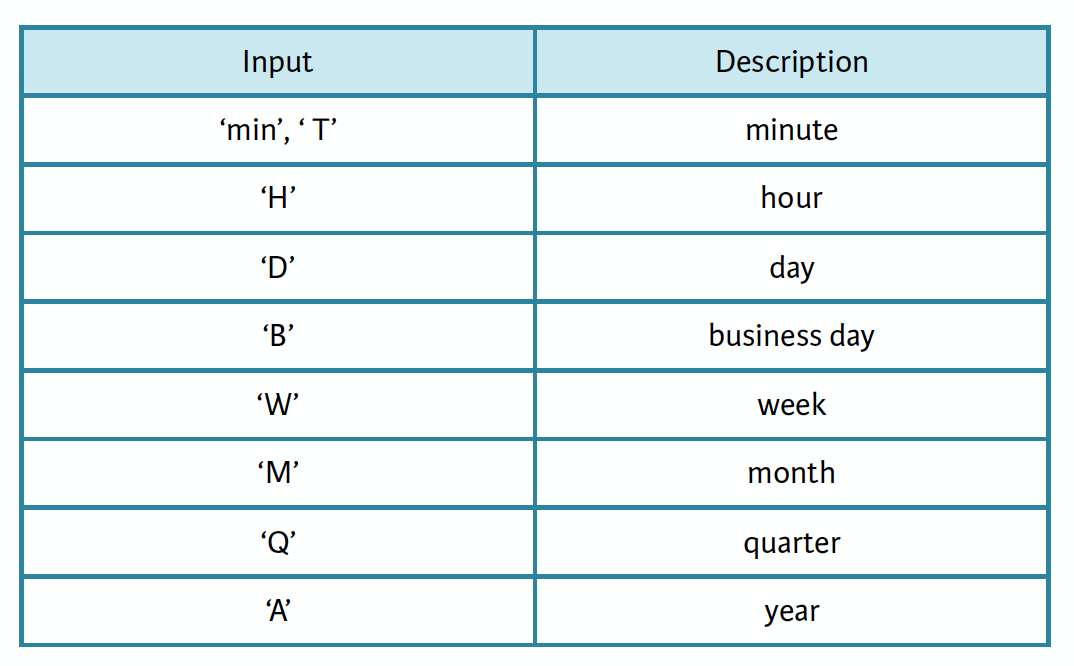 Input Description
‘min’, ‘ T’ minute
‘H’ hour
‘D’ day
‘B’ business day
‘W’ week
‘M’ month
‘Q’ quarter
‘A’ year